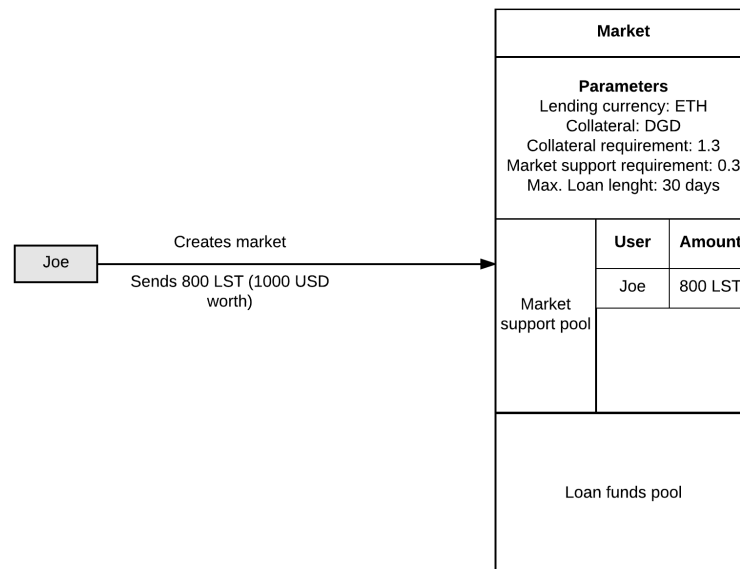 Market
Parameters
Lending currency: ETH
Collateral: DGD
Collateral requirement: 1.3
Market support requirement: 0.3
Max. Loan lenght: 30 days
Creates market
Joe
Sends 800 LST (1000 USD
worth)
User Amount
Joe 800 LST
Market
support pool
Loan funds pool